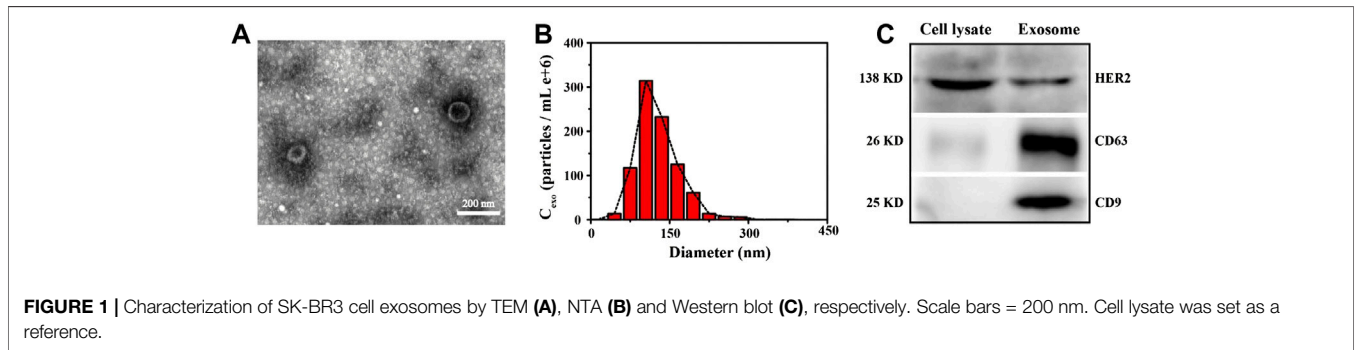 A
200 nm
B
C_exo (particles / mL e+6)
400
300
200
100
0
0 150 300 450
Diameter (nm)
C
Cell lysate Exosome
138 KD HER2
26 KD CD63
25 KD CD9
FIGURE 1 | Characterization of SK-BR3 cell exosomes by TEM (A), NTA (B) and Western blot (C), respectively. Scale bars = 200 nm. Cell lysate was set as a
reference.